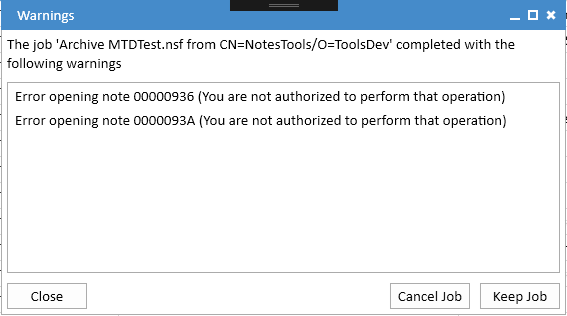 Warnings
The job 'Archive MTDTest.nsf from CN=NotesTools/O=ToolsDev' completed with the
following warnings
Error opening note 00000936 (You are not authorized to perform that operation)
Error opening note 0000093A (You are not authorized to perform that operation)
Close
Cancel Job
Keep Job